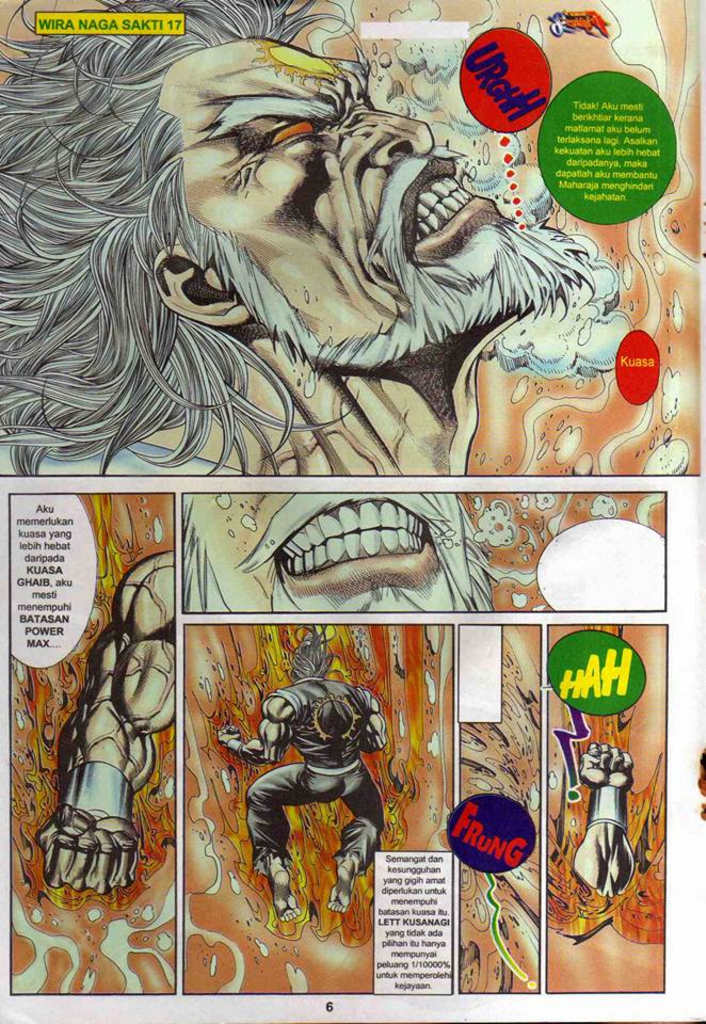 WIRA NAGA SAKTI 17
URGHH
Tidak! Aku mesti
berikhtiar kerana
matlamat aku belum
terlaksana lagi. Asalkan
kekuatan aku lebih hebat
daripadanya, maka
dapatlah aku membantu
Maharaja menghindari
kejahatan.
Kuasa
Aku
memerlukan
kuasa yang
lebih hebat
daripada
KUASA
GHAIB, aku
mesti
menempuhi
BATASAN
POWER
MAX....
Semangat dan
kesungguhan
yang gigih amat
diperlukan untuk
menempuhi
batasan kuasa itu.
LETT KUSANAGI
yang tidak ada
pilihan itu hanya
mempunyai
peluang 1/10000%
untuk memperolehi
kejayaan.
FRUNG
HAH
6